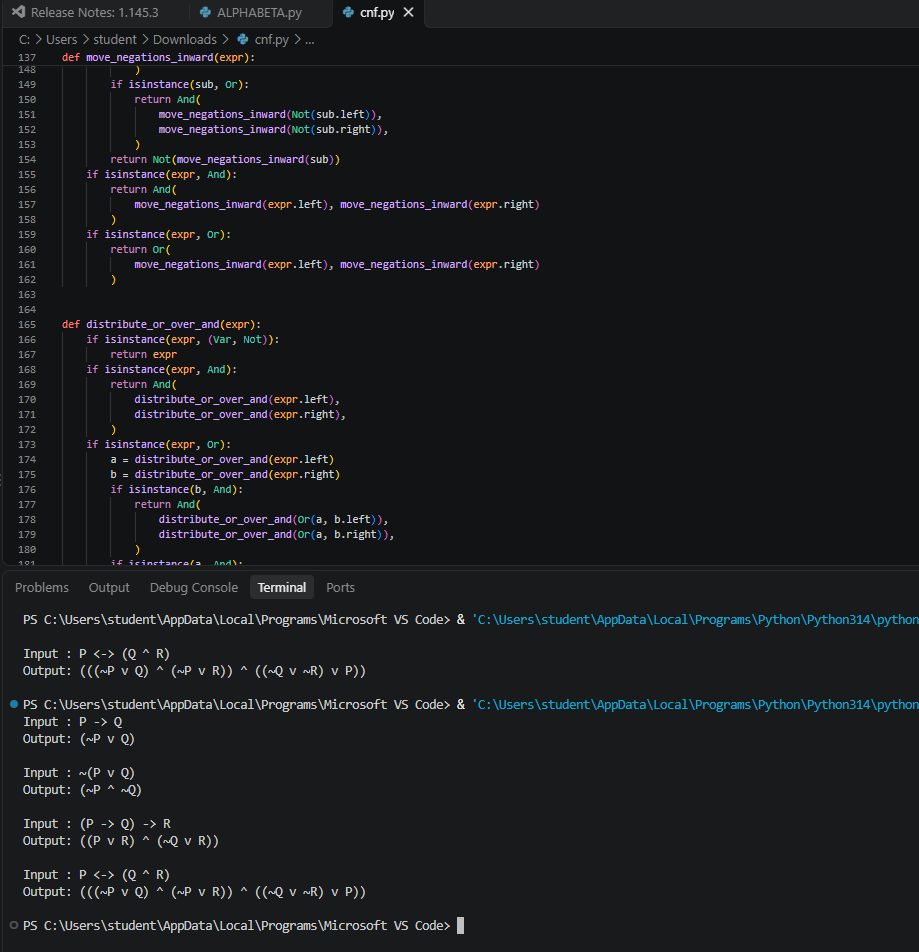 Release Notes: 1.145.3 ALPHABETA.py cnf.py
C: > Users > student > Downloads > cnf.py > ...
137 def move_negations_inward(expr):
148 )
149 if isinstance(sub, Or):
150 return And(
151 move_negations_inward(Not(sub.left)),
152 move_negations_inward(Not(sub.right)),
153 )
154 return Not(move_negations_inward(sub))
155 if isinstance(expr, And):
156 return And(
157 move_negations_inward(expr.left), move_negations_inward(expr.right)
158 )
159 if isinstance(expr, Or):
160 return Or(
161 move_negations_inward(expr.left), move_negations_inward(expr.right)
162 )
163
164
165 def distribute_or_over_and(expr):
166 if isinstance(expr, (Var, Not)):
167 return expr
168 if isinstance(expr, And):
169 return And(
170 distribute_or_over_and(expr.left),
171 distribute_or_over_and(expr.right),
172 )
173 if isinstance(expr, Or):
174 a = distribute_or_over_and(expr.left)
175 b = distribute_or_over_and(expr.right)
176 if isinstance(b, And):
177 return And(
178 distribute_or_over_and(Or(a, b.left)),
179 distribute_or_over_and(Or(a, b.right)),
180 )
181 if isinstance(a, And):
Problems Output Debug Console Terminal Ports
PS C:\Users\student\AppData\Local\Programs\Microsoft VS Code> & 'C:\Users\student\AppData\Local\Programs\Python\Python314\python
Input : P <-> (Q ^ R)
Output: (((~P v Q) ^ (~P v R)) ^ ((~Q v ~R) v P))
PS C:\Users\student\AppData\Local\Programs\Microsoft VS Code> & 'C:\Users\student\AppData\Local\Programs\Python\Python314\python
Input : P -> Q
Output: (~P v Q)
Input : ~(P v Q)
Output: (~P ^ ~Q)
Input : (P -> Q) -> R
Output: ((P v R) ^ (~Q v R))
Input : P <-> (Q ^ R)
Output: (((~P v Q) ^ (~P v R)) ^ ((~Q v ~R) v P))
PS C:\Users\student\AppData\Local\Programs\Microsoft VS Code>